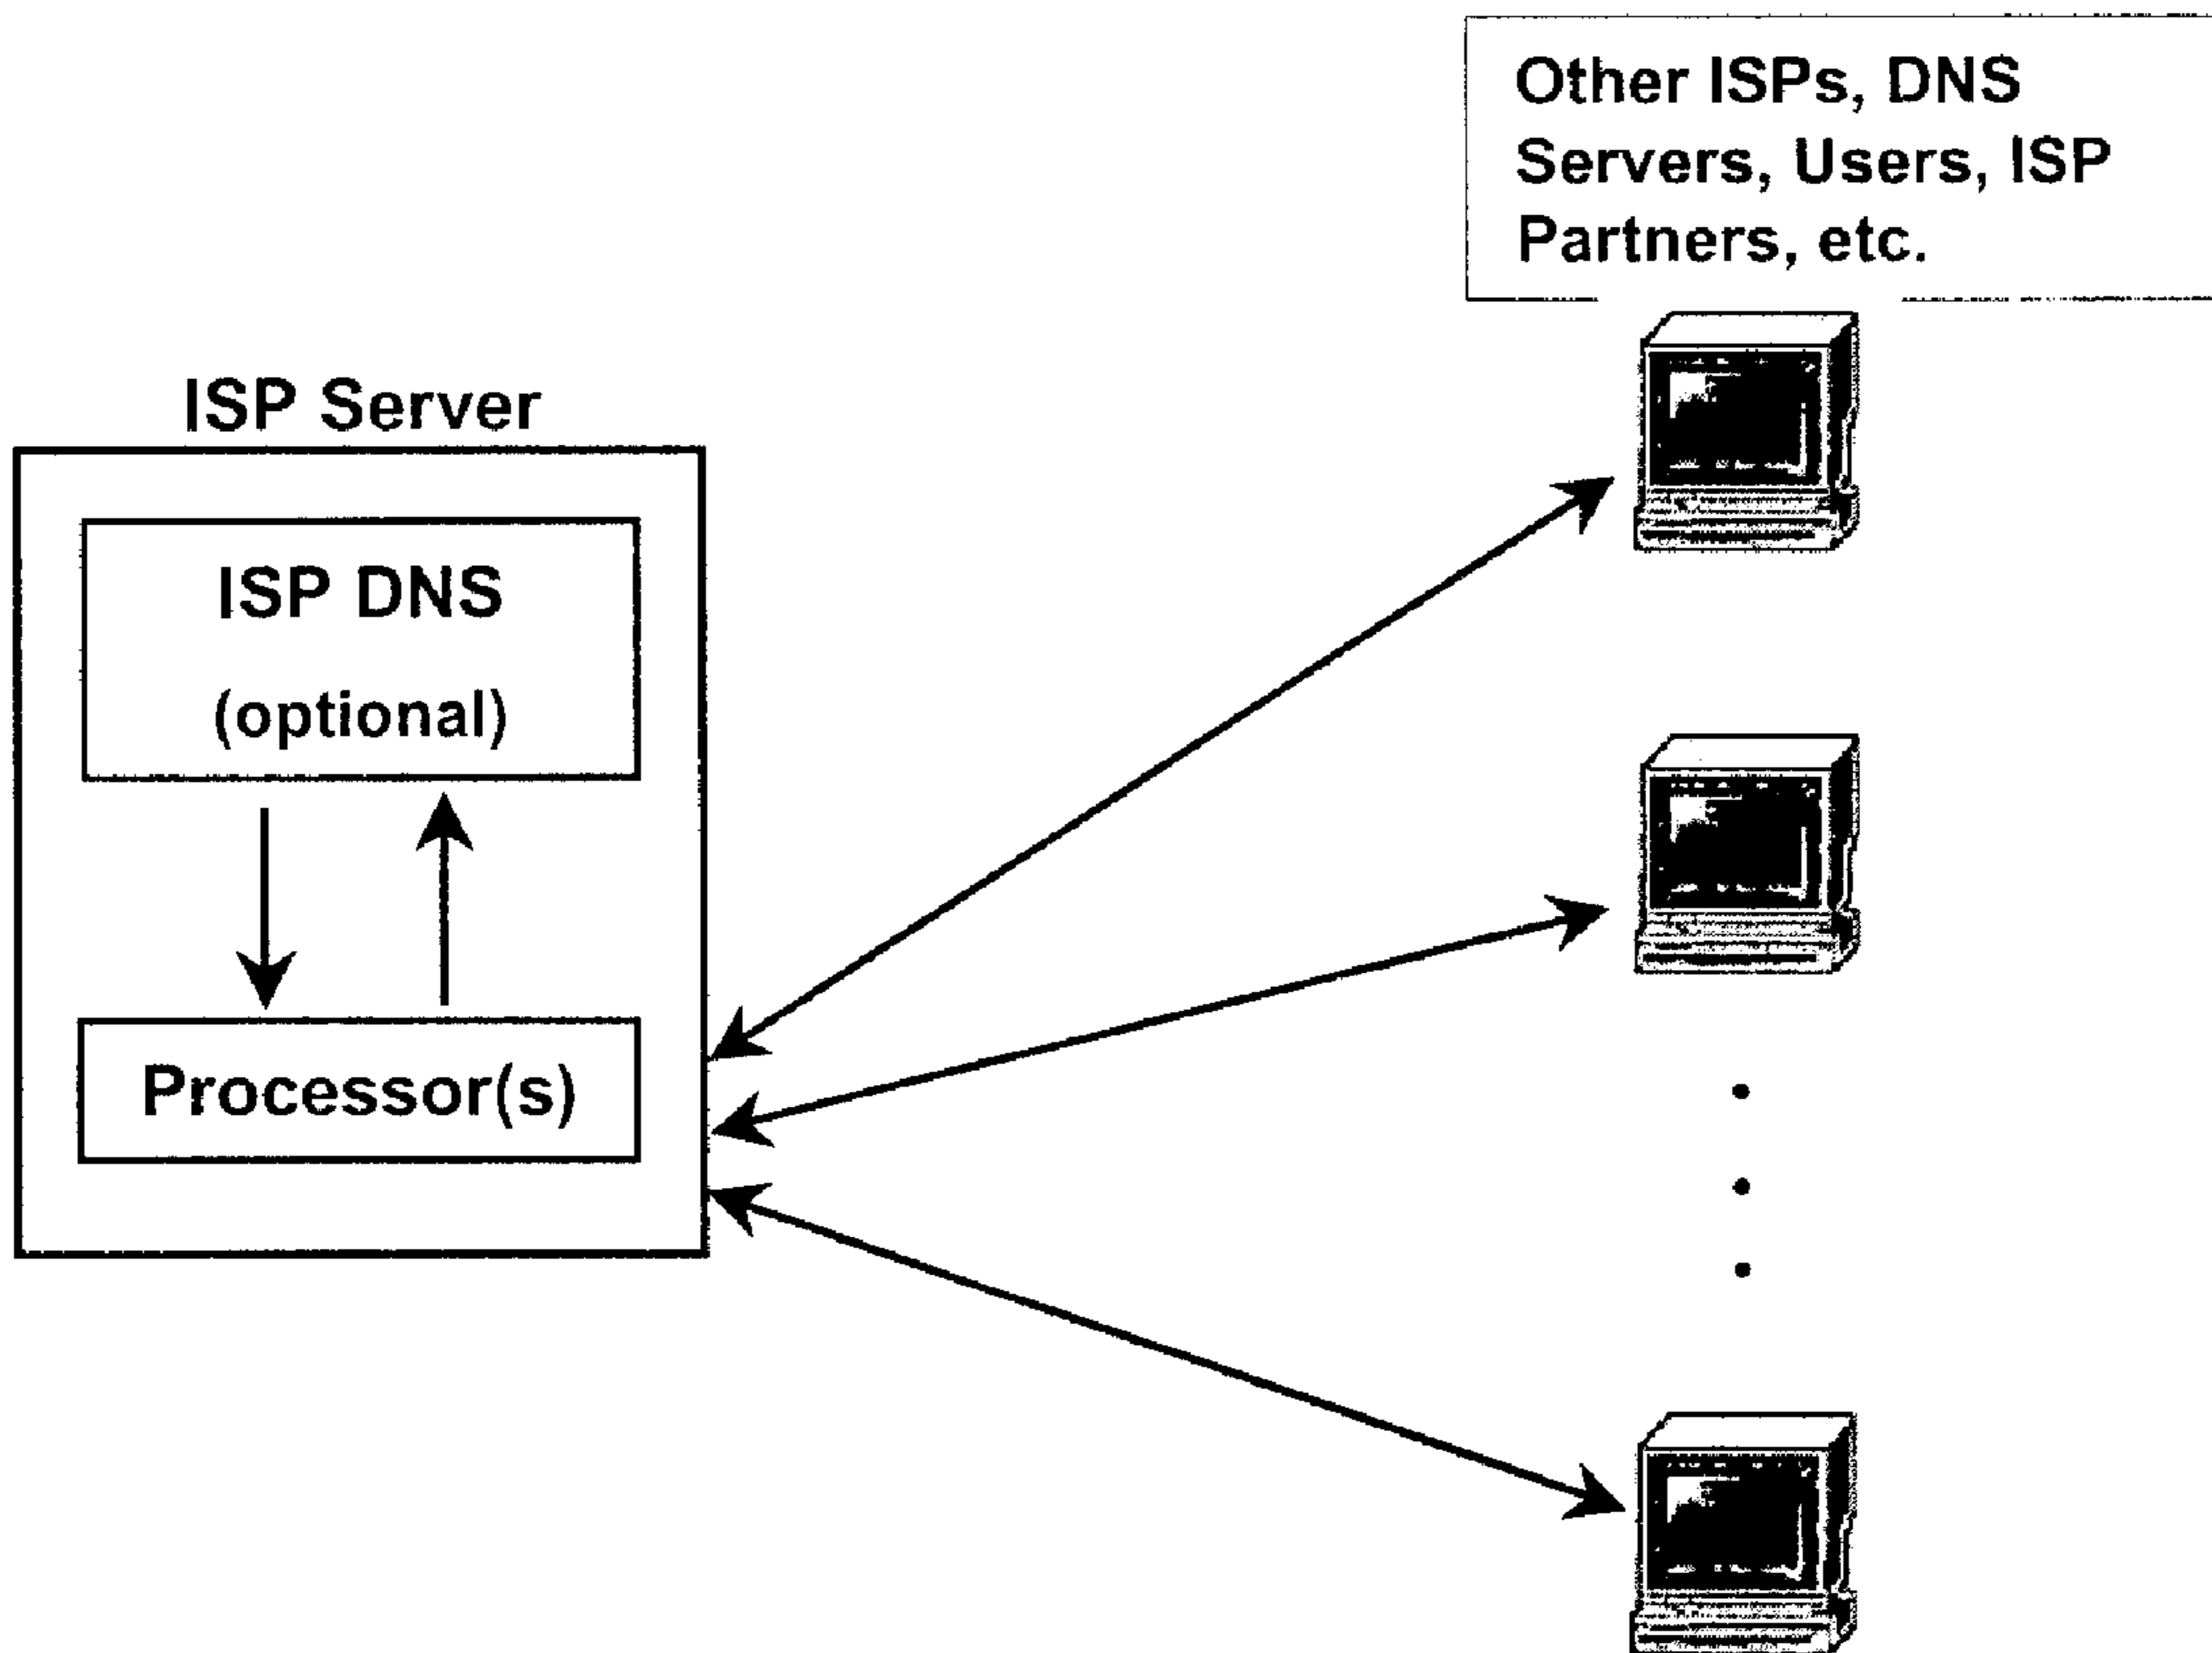 Other ISPs, DNS
Servers, Users, ISP
Partners, etc.
ISP Server
ISP DNS
(optional)
Processor(s)